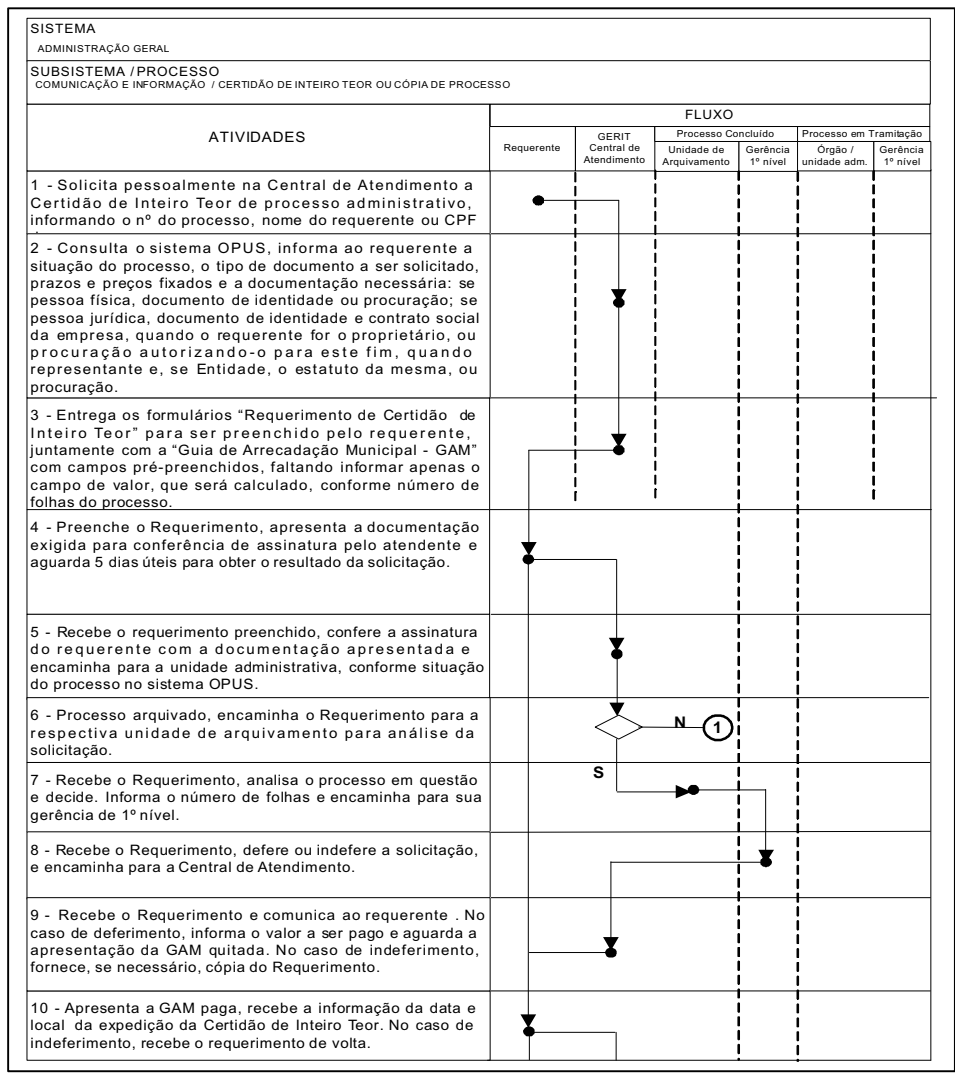 SISTEMA
ADMINISTRAÇÃO GERAL
SUBSISTEMA / PROCESSO
COMUNICAÇÃO E INFORMAÇÃO / CERTIDÃO DE INTEIRO TEOR OU CÓPIA DE PROCESSO
ATIVIDADES
FLUXO
Requerente
GERIT
Central de
Atendimento
Processo Concluído
Processo em Tramitação
Unidade de
Arquivamento
Gerência
1º nível
Órgão /
unidade adm.
Gerência
1º nível
1 - Solicita pessoalmente na Central de Atendimento a
Certidão de Inteiro Teor de processo administrativo,
informando o nº do processo, nome do requerente ou CPF
2 - Consulta o sistema OPUS, informa ao requerente a
situação do processo, o tipo de documento a ser solicitado,
prazos e preços fixados e a documentação necessária: se
pessoa física, documento de identidade ou procuração; se
pessoa jurídica, documento de identidade e contrato social
da empresa, quando o requerente for o proprietário, ou
procuração autorizando-o para este fim, quando
representante e, se Entidade, o estatuto da mesma, ou
procuração.
3 - Entrega os formulários “Requerimento de Certidão de
Inteiro Teor” para ser preenchido pelo requerente,
juntamente com a “Guia de Arrecadação Municipal - GAM”
com campos pré-preenchidos, faltando informar apenas o
campo de valor, que será calculado, conforme número de
folhas do processo.
4 - Preenche o Requerimento, apresenta a documentação
exigida para conferência de assinatura pelo atendente e
aguarda 5 dias úteis para obter o resultado da solicitação.
5 - Recebe o requerimento preenchido, confere a assinatura
do requerente com a documentação apresentada e
encaminha para a unidade administrativa, conforme situação
do processo no sistema OPUS.
6 - Processo arquivado, encaminha o Requerimento para a
respectiva unidade de arquivamento para análise da
solicitação.
N
1
S
7 - Recebe o Requerimento, analisa o processo em questão
e decide. Informa o número de folhas e encaminha para sua
gerência de 1º nível.
8 - Recebe o Requerimento, defere ou indefere a solicitação,
e encaminha para a Central de Atendimento.
9 - Recebe o Requerimento e comunica ao requerente . No
caso de deferimento, informa o valor a ser pago e aguarda a
apresentação da GAM quitada. No caso de indeferimento,
fornece, se necessário, cópia do Requerimento.
10 - Apresenta a GAM paga, recebe a informação da data e
local da expedição da Certidão de Inteiro Teor. No caso de
indeferimento, recebe o requerimento de volta.